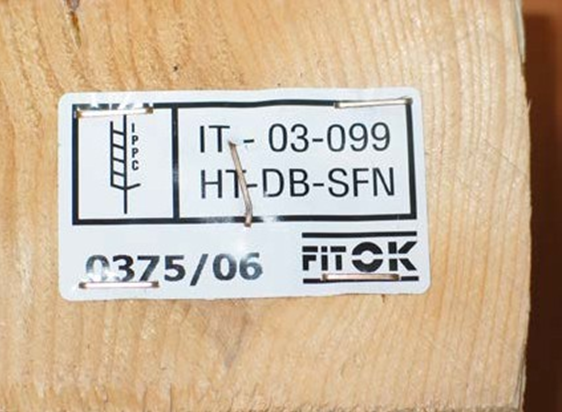 IPPC
IT - 03-099
HT-DB-SFN
0375/06
FITOK